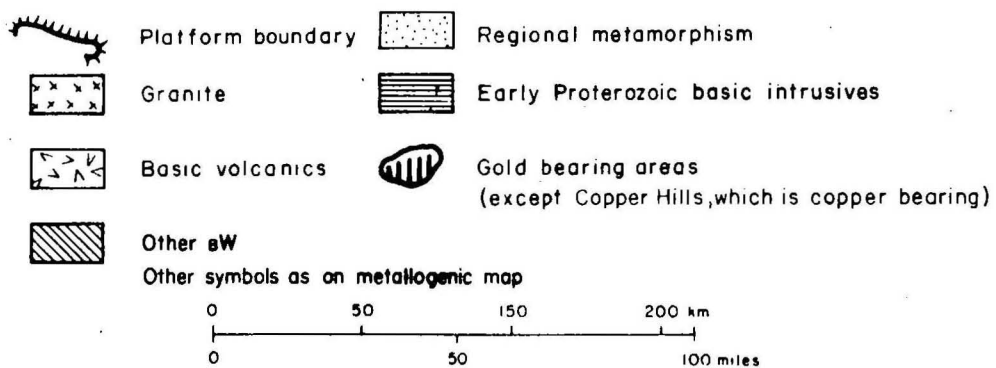 Platform boundary
Regional metamorphism
Granite
Early Proterozoic basic intrusives
Basic volcanics
Gold bearing areas
(except Copper Hills, which is copper bearing)
Other BW
Other symbols as on metallogenic map
0 50 150 200 km
0 50 100 miles